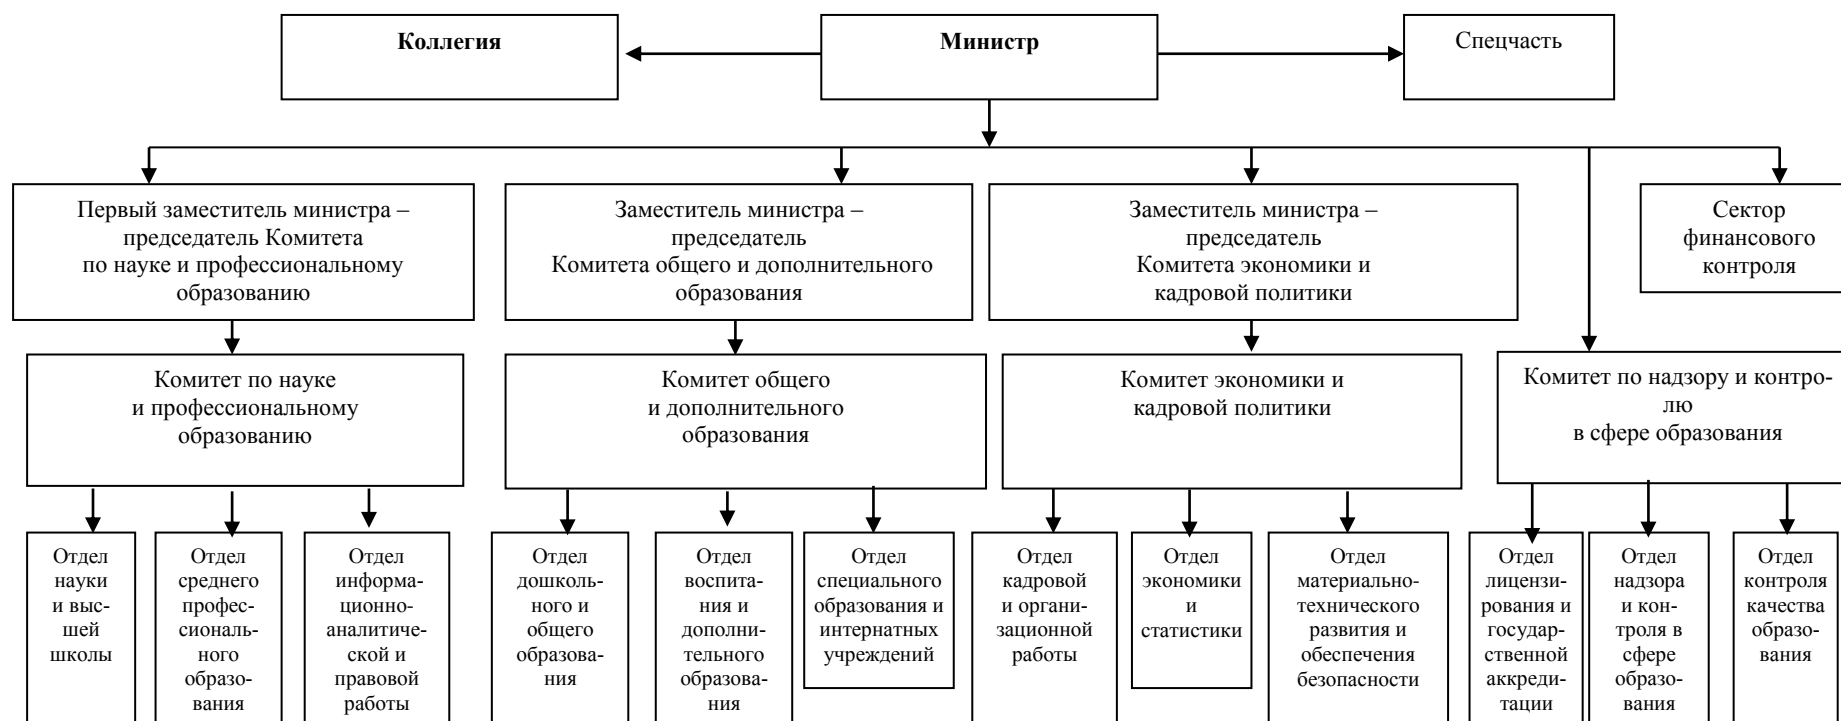 Коллегия
Министр
Спецчасть
Первый заместитель министра –
председатель Комитета
по науке и профессиональному
образованию
Заместитель министра –
председатель
Комитета общего и дополнительного
образования
Заместитель министра –
председатель
Комитета экономики и
кадровой политики
Сектор
финансового
контроля
Комитет по науке
и профессиональному
образованию
Комитет общего
и дополнительного
образования
Комитет экономики и
кадровой политики
Комитет по надзору и контро-
лю
в сфере образования
Отдел
науки
и выс-
шей
школы
Отдел
среднего
профес-
сиональ-
ного
образо-
вания
Отдел
информа-
ционно-
аналитиче-
ской и
правовой
работы
Отдел
дошколь-
ного и
общего
образова-
ния
Отдел
воспита-
ния и
дополни-
тельного
образова-
ния
Отдел
специального
образования и
интернатных
учреждений
Отдел
кадровой
и органи-
зационной
работы
Отдел
экономики
и
статистики
Отдел
материально-
технического
развития и
обеспечения
безопасности
Отдел
лицензи-
рования и
государ-
ственной
аккреди-
тации
Отдел
надзора
и кон-
троля в
сфере
образо-
вания
Отдел
контроля
качества
образо-
вания